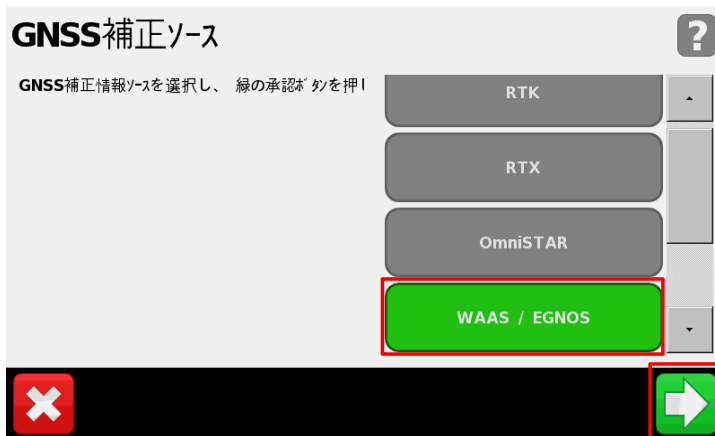 GNSS補正ソース
?
GNSS補正情報ソースを選択し、 緑の承認ボタンを押し
RTK
RTX
OmniSTAR
WAAS / EGNOS